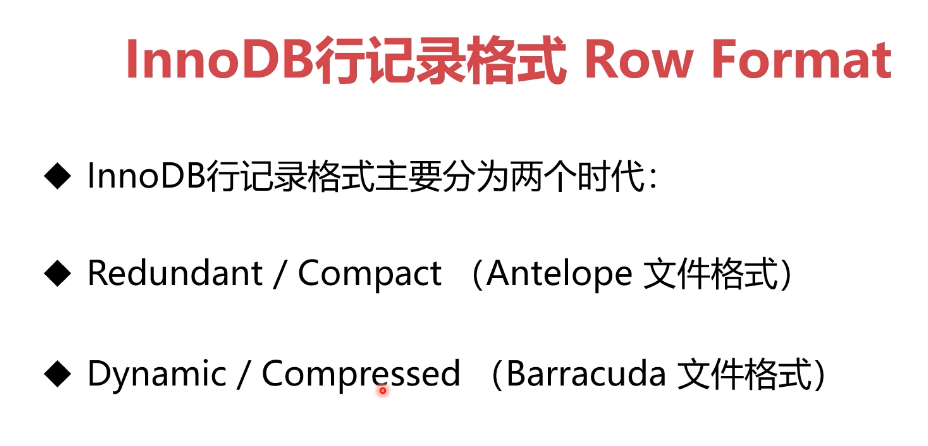 InnoDB行记录格式 Row Format
◆ InnoDB行记录格式主要分为两个时代：
◆ Redundant / Compact （Antelope 文件格式）
◆ Dynamic / Compressed （Barracuda 文件格式）